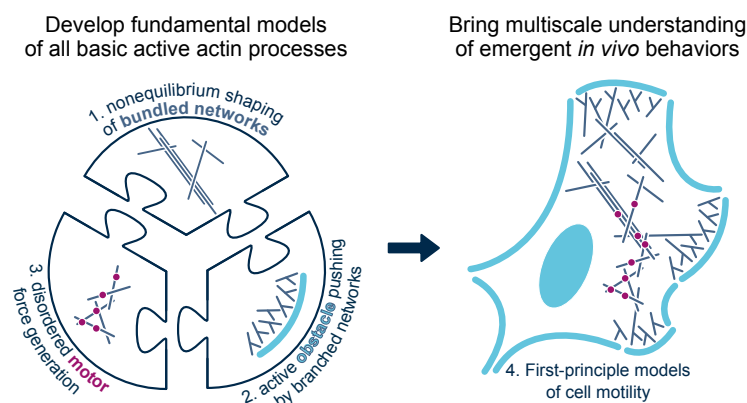 Develop fundamental models
of all basic active actin processes
Bring multiscale understanding
of emergent in vivo behaviors
1. nonequilibrium shaping
of bundled networks
2. active obstacle pushing
by branched networks
3. disordered motor
force generation
4. First-principle models
of cell motility